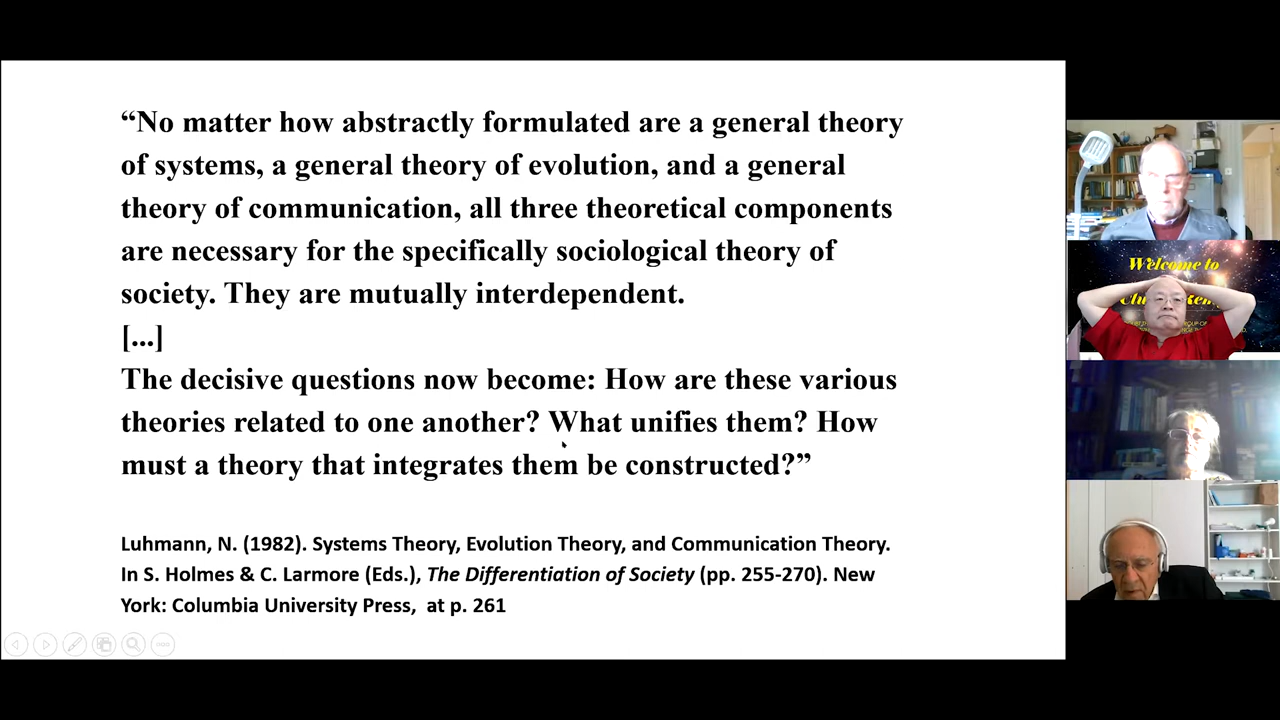 “No matter how abstractly formulated are a general theory
of systems, a general theory of evolution, and a general
theory of communication, all three theoretical components
are necessary for the specifically sociological theory of
society. They are mutually interdependent.
[...]
The decisive questions now become: How are these various
theories related to one another? What unifies them? How
must a theory that integrates them be constructed?”
Luhmann, N. (1982). Systems Theory, Evolution Theory, and Communication Theory.
In S. Holmes & C. Larmore (Eds.), The Differentiation of Society (pp. 255-270). New
York: Columbia University Press, at p. 261
Welcome to